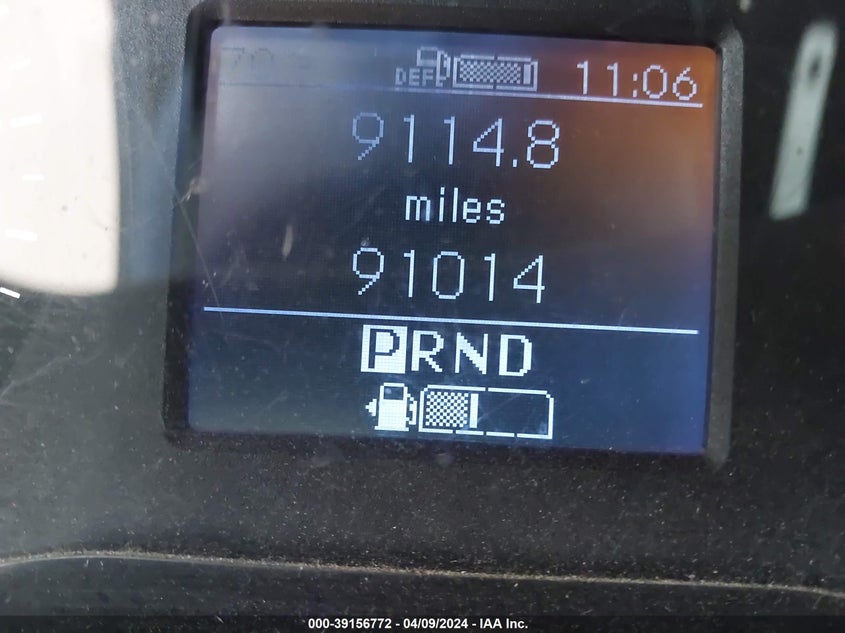 DEF 11:06
9114.8
miles
91014
PRND
000-39156772 - 04/09/2024 - IAA Inc.